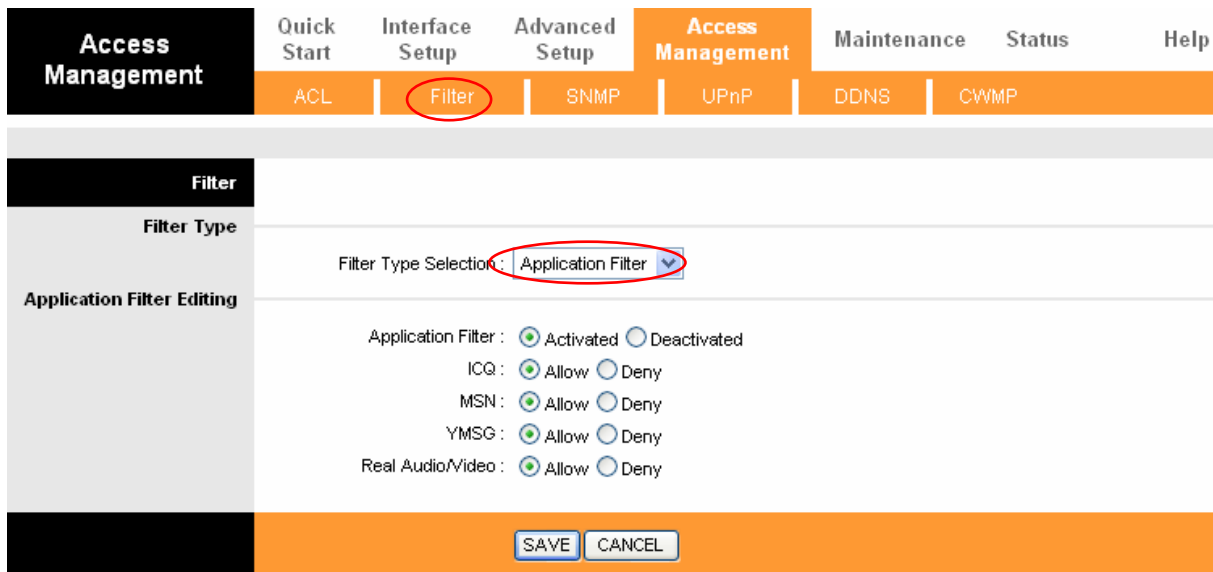 Access Management
Quick Start
Interface Setup
Advanced Setup
Access Management
Maintenance
Status
Help
ACL
Filter
SNMP
UPnP
DDNS
CWMP
Filter
Filter Type
Filter Type Selection : Application Filter
Application Filter Editing
Application Filter : Activated Deactivated
ICQ : Allow Deny
MSN : Allow Deny
YMSG : Allow Deny
Real Audio/Video : Allow Deny
SAVE CANCEL